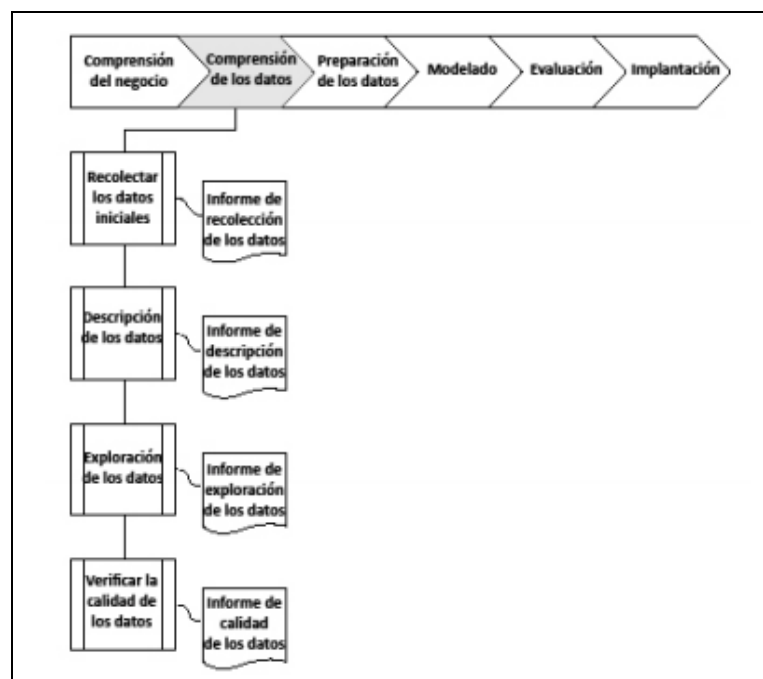 Comprensión
del negocio
Comprensión
de los datos
Preparación
de los datos
Modelado
Evaluación
Implantación
Recolectar
los datos
iniciales
Informe de
recolección
de los datos
Descripción
de los datos
Informe de
descripción
de los datos
Exploración
de los datos
Informe de
exploración
de los datos
Verificar la
calidad de
los datos
Informe de
calidad
de los datos